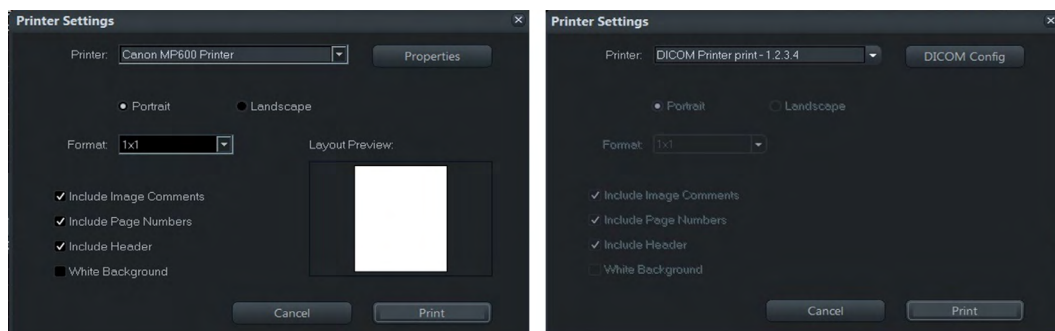 Printer Settings
Printer: Canon MP600 Printer Properties
Portrait Landscape
Format: 1x1 Layout Preview:
Include Image Comments
Include Page Numbers
Include Header
White Background
Cancel Print
Printer Settings
Printer: DICOM Printer print - 1.2.3.4 DICOM Config
Portrait Landscape
Format: 1x1
Include Image Comments
Include Page Numbers
Include Header
White Background
Cancel Print